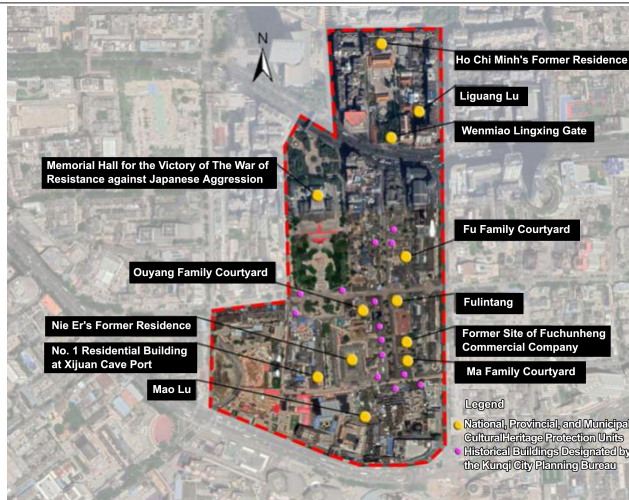 N
Ho Chi Minh's Former Residence
Liguang Lu
Wenmiao Lingxing Gate
Memorial Hall for the Victory of The War of
Resistance against Japanese Aggression
Fu Family Courtyard
Ouyang Family Courtyard
Fulintang
Nie Er's Former Residence
Former Site of Fuchunheng
Commercial Company
No. 1 Residential Building
at Xijuan Cave Port
Ma Family Courtyard
Mao Lu
Legend
National, Provincial, and Municipal
CulturalHeritage Protection Units
Historical Buildings Designated by
the Kunqi City Planning Bureau